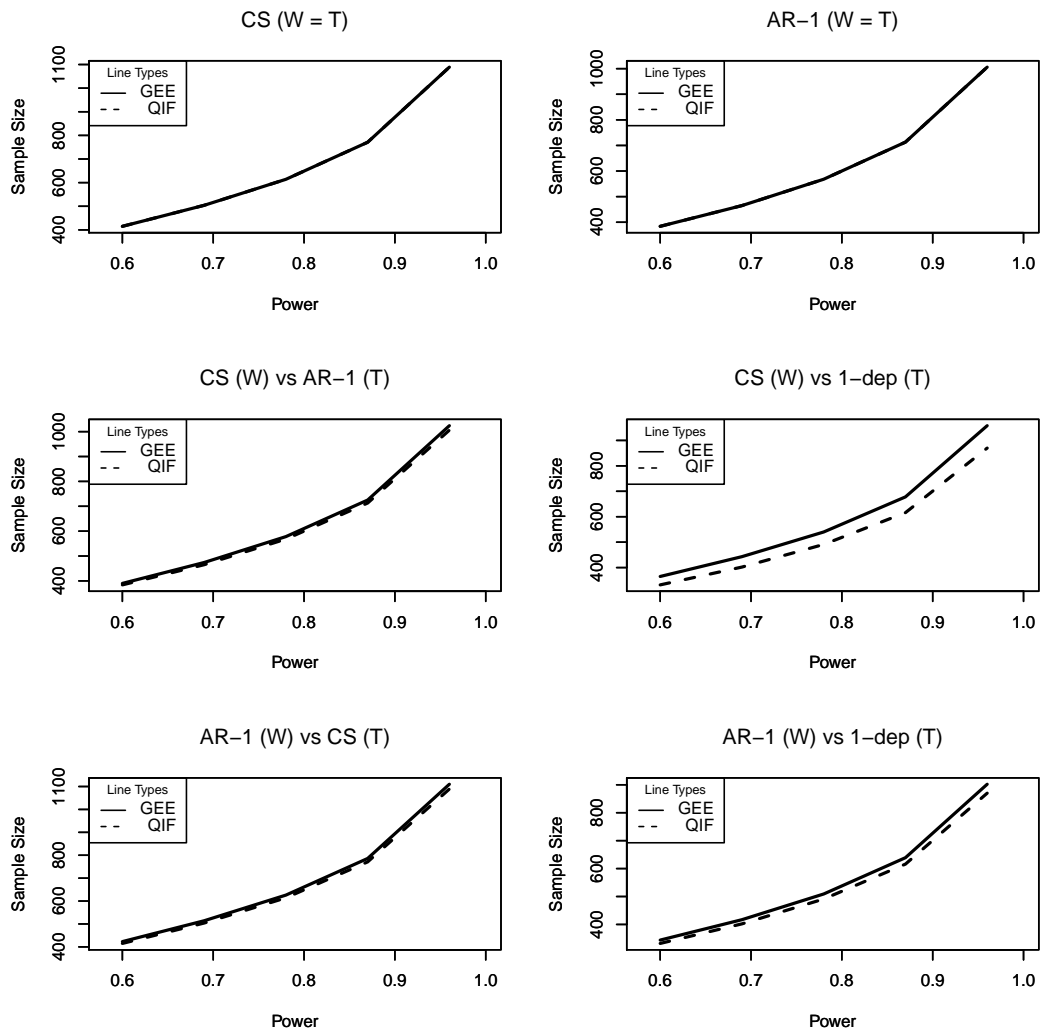 CS (W = T)
Sample Size
1100
800
600
400
Line Types
GEE
QIF
0.6 0.7 0.8 0.9 1.0
Power
AR−1 (W = T)
Sample Size
1000
800
600
400
Line Types
GEE
QIF
0.6 0.7 0.8 0.9 1.0
Power
CS (W) vs AR−1 (T)
Sample Size
1000
800
600
400
Line Types
GEE
QIF
0.6 0.7 0.8 0.9 1.0
Power
CS (W) vs 1−dep (T)
Sample Size
800
600
400
Line Types
GEE
QIF
0.6 0.7 0.8 0.9 1.0
Power
AR−1 (W) vs CS (T)
Sample Size
1100
800
600
400
Line Types
GEE
QIF
0.6 0.7 0.8 0.9 1.0
Power
AR−1 (W) vs 1−dep (T)
Sample Size
800
600
400
Line Types
GEE
QIF
0.6 0.7 0.8 0.9 1.0
Power